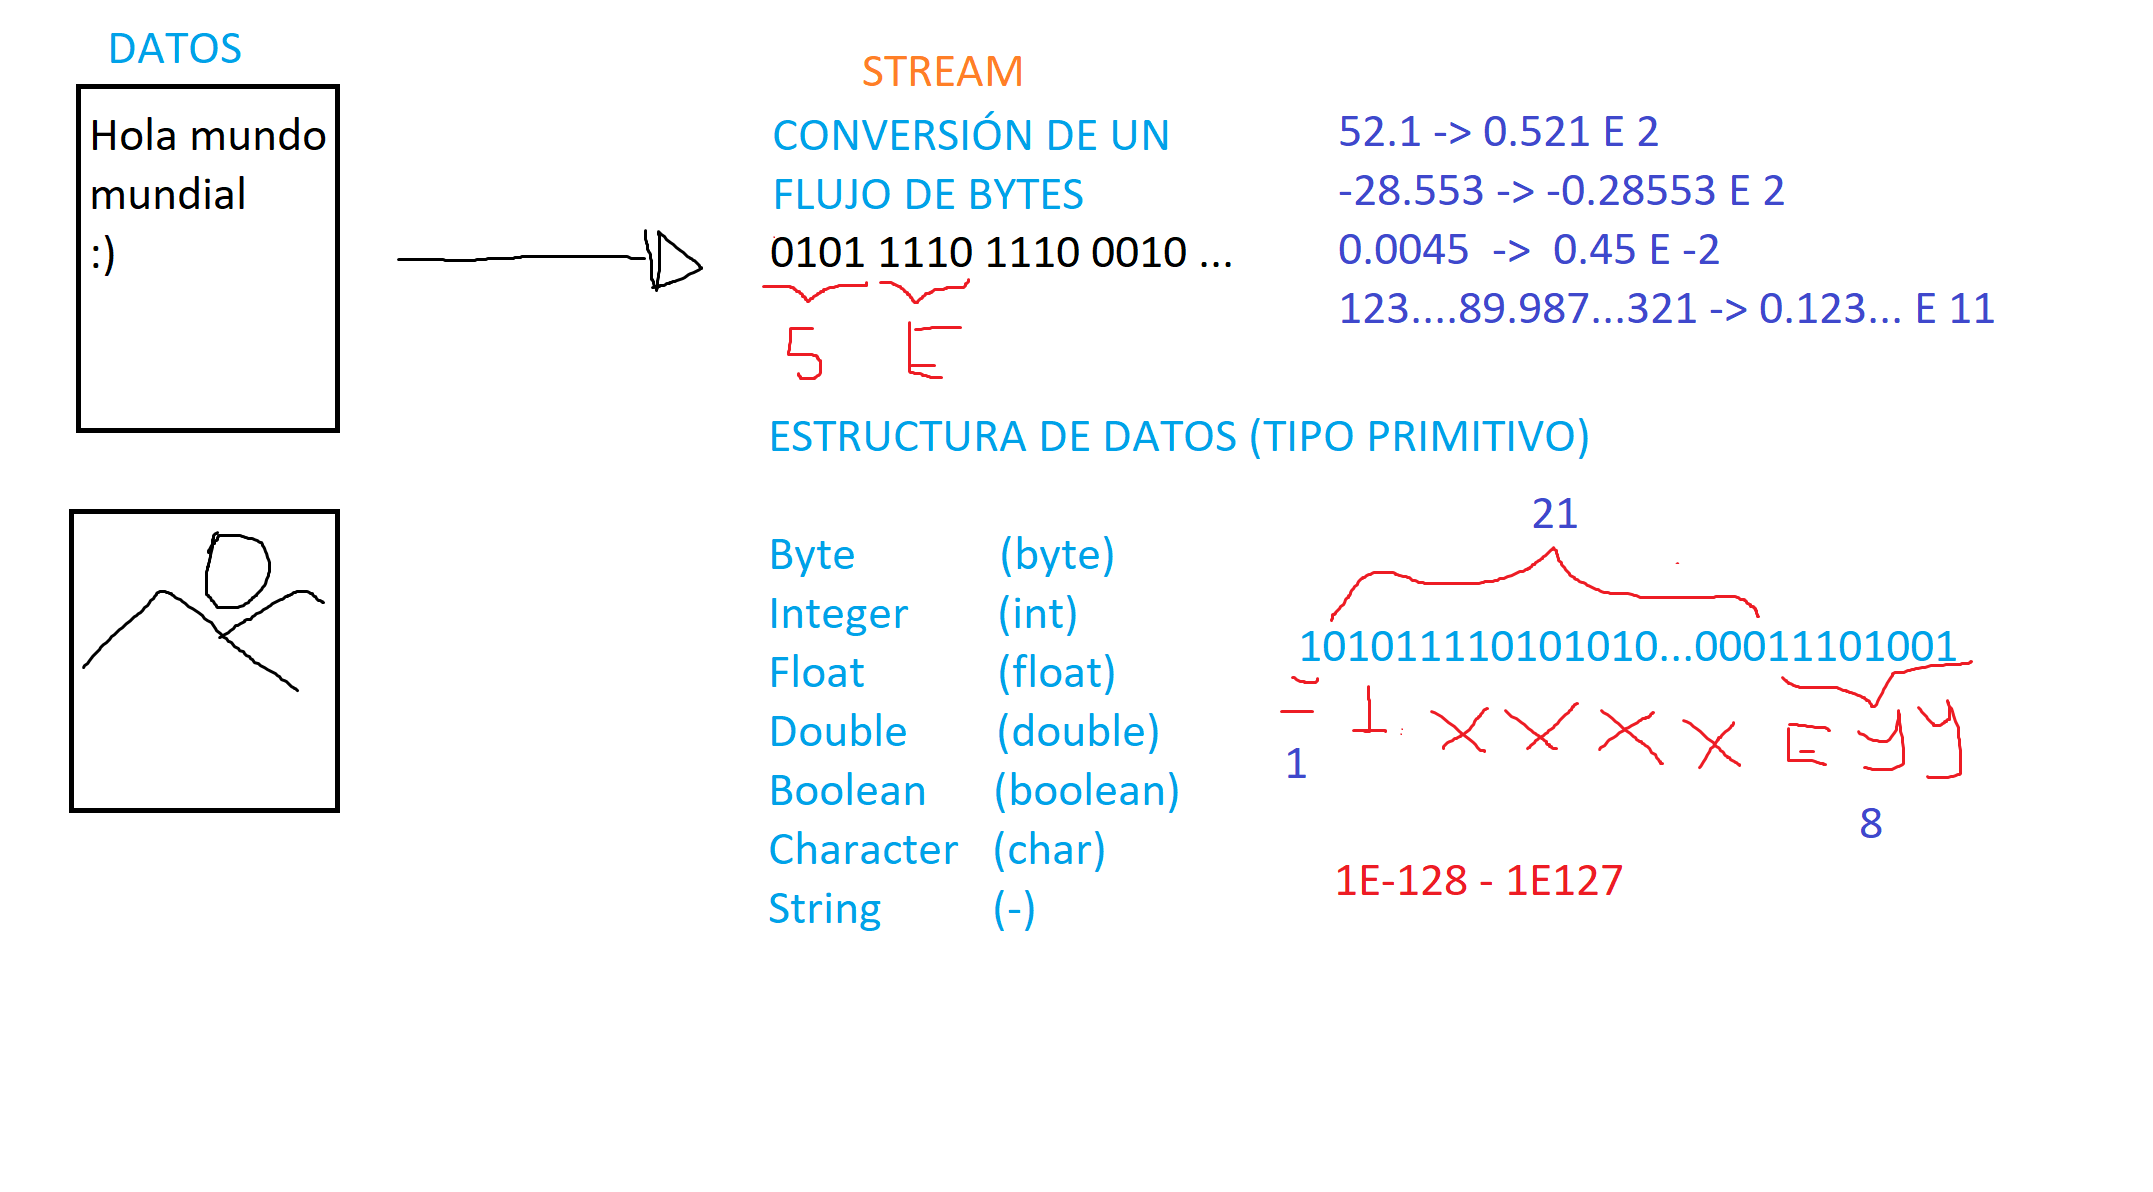 DATOS
Hola mundo
mundial
:)
STREAM
CONVERSIÓN DE UN
FLUJO DE BYTES
0101 1110 1110 0010 ...
5 E
52.1 -> 0.521 E 2
-28.553 -> -0.28553 E 2
0.0045 -> 0.45 E -2
123....89.987...321 -> 0.123... E 11
ESTRUCTURA DE DATOS (TIPO PRIMITIVO)
Byte (byte)
Integer (int)
Float (float)
Double (double)
Boolean (boolean)
Character (char)
String (-)
21
101011110101010...00011101001
- 1. X X X X E y y
1
8
1E-128 - 1E127